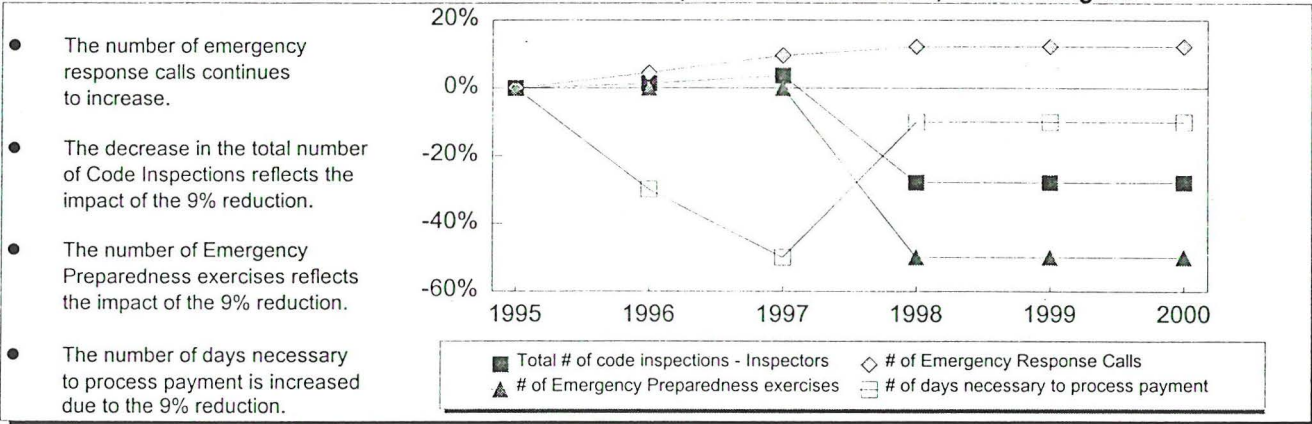 The number of emergency
response calls continues
to increase.
The decrease in the total number
of Code Inspections reflects the
impact of the 9% reduction.
The number of Emergency
Preparedness exercises reflects
the impact of the 9% reduction.
The number of days necessary
to process payment is increased
due to the 9% reduction.
20%
0%
-20%
-40%
-60%
1995 1996 1997 1998 1999 2000
Total # of code inspections - Inspectors # of Emergency Response Calls
# of Emergency Preparedness exercises # of days necessary to process payment